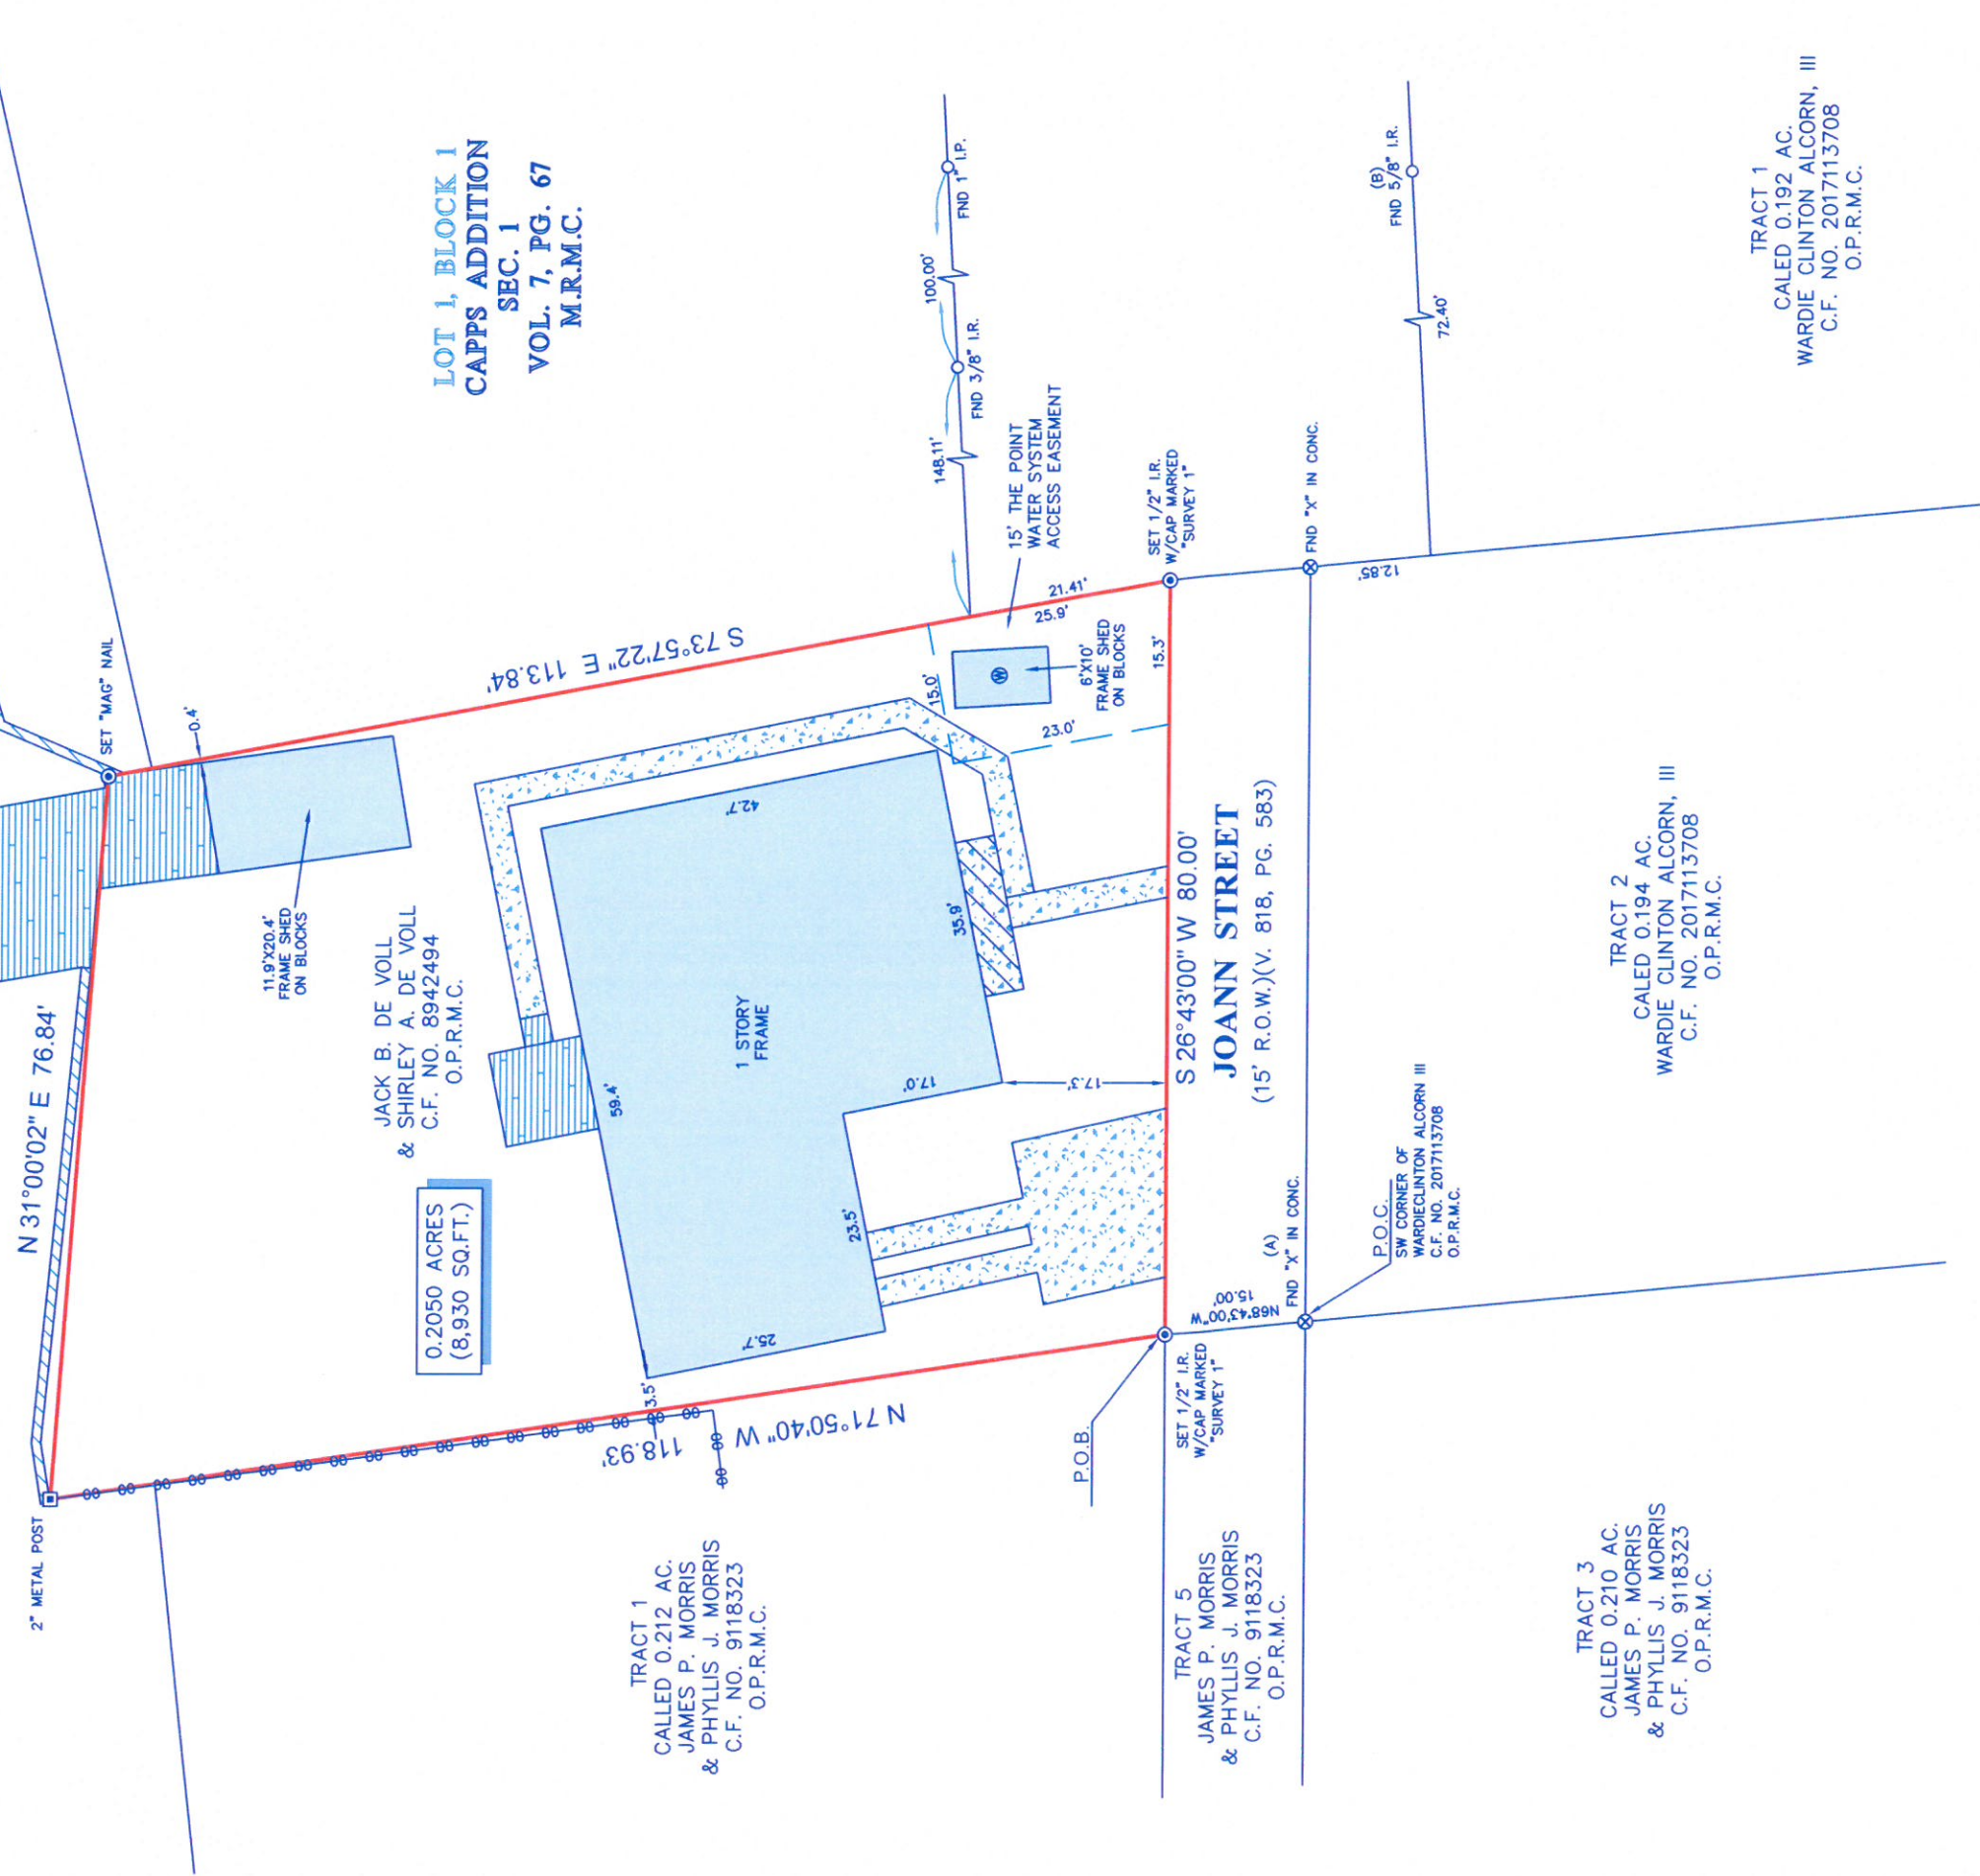 2" METAL POST
N 31°00'02" E 76.84'
SET "MAG" NAIL
0.4'
11.9'X20.4'
FRAME SHED
ON BLOCKS
JACK B. DE VOLL
& SHIRLEY A. DE VOLL
C.F. NO. 8942494
O.P.R.M.C.
0.2050 ACRES
(8,930 SQ.FT.)
LOT 1, BLOCK 1
CAPPS ADDITION
SEC. 1
VOL. 7, PG. 67
M.R.M.C.
S 73°57'22" E 113.84'
N 71°50'40" W
118.93'
3.5'
59.4'
42.7'
25.7'
23.5'
17.0'
35.9'
17.3'
1 STORY
FRAME
15.0'
23.0'
25.9'
21.41'
15.3'
W
6'X10'
FRAME SHED
ON BLOCKS
15' THE POINT
WATER SYSTEM
ACCESS EASEMENT
148.11'
FND 3/8" I.R.
100.00'
FND 1" I.P.
SET 1/2" I.R.
W/CAP MARKED
"SURVEY 1"
FND "X" IN CONC.
12.85'
72.40'
(B)
FND 5/8" I.R.
S 26°43'00" W 80.00'
JOANN STREET
(15' R.O.W.)(V. 818, PG. 583)
P.O.B.
SET 1/2" I.R.
W/CAP MARKED
"SURVEY 1"
N68°43'00"W
15.00'
(A)
FND "X" IN CONC.
P.O.C.
SW CORNER OF
WARDIECLINTON ALCORN III
C.F. NO. 2017113708
O.P.R.M.C.
TRACT 1
CALLED 0.212 AC.
JAMES P. MORRIS
& PHYLLIS J. MORRIS
C.F. NO. 9118323
O.P.R.M.C.
TRACT 5
JAMES P. MORRIS
& PHYLLIS J. MORRIS
C.F. NO. 9118323
O.P.R.M.C.
TRACT 3
CALLED 0.210 AC.
JAMES P. MORRIS
& PHYLLIS J. MORRIS
C.F. NO. 9118323
O.P.R.M.C.
TRACT 2
CALED 0.194 AC.
WARDIE CLINTON ALCORN, III
C.F. NO. 2017113708
O.P.R.M.C.
TRACT 1
CALED 0.192 AC.
WARDIE CLINTON ALCORN, III
C.F. NO. 2017113708
O.P.R.M.C.